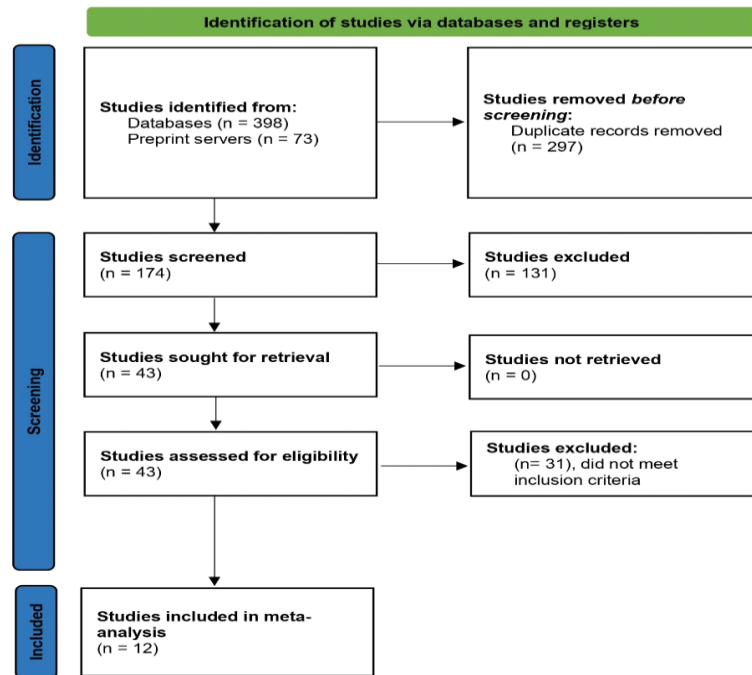 Identification of studies via databases and registers
Identification
Studies identified from:
Databases (n = 398)
Preprint servers (n = 73)
Studies removed before
screening:
Duplicate records removed
(n = 297)
Screening
Studies screened
(n = 174)
Studies excluded
(n = 131)
Studies sought for retrieval
(n = 43)
Studies not retrieved
(n = 0)
Studies assessed for eligibility
(n = 43)
Studies excluded:
(n= 31), did not meet
inclusion criteria
Included
Studies included in meta-
analysis
(n = 12)